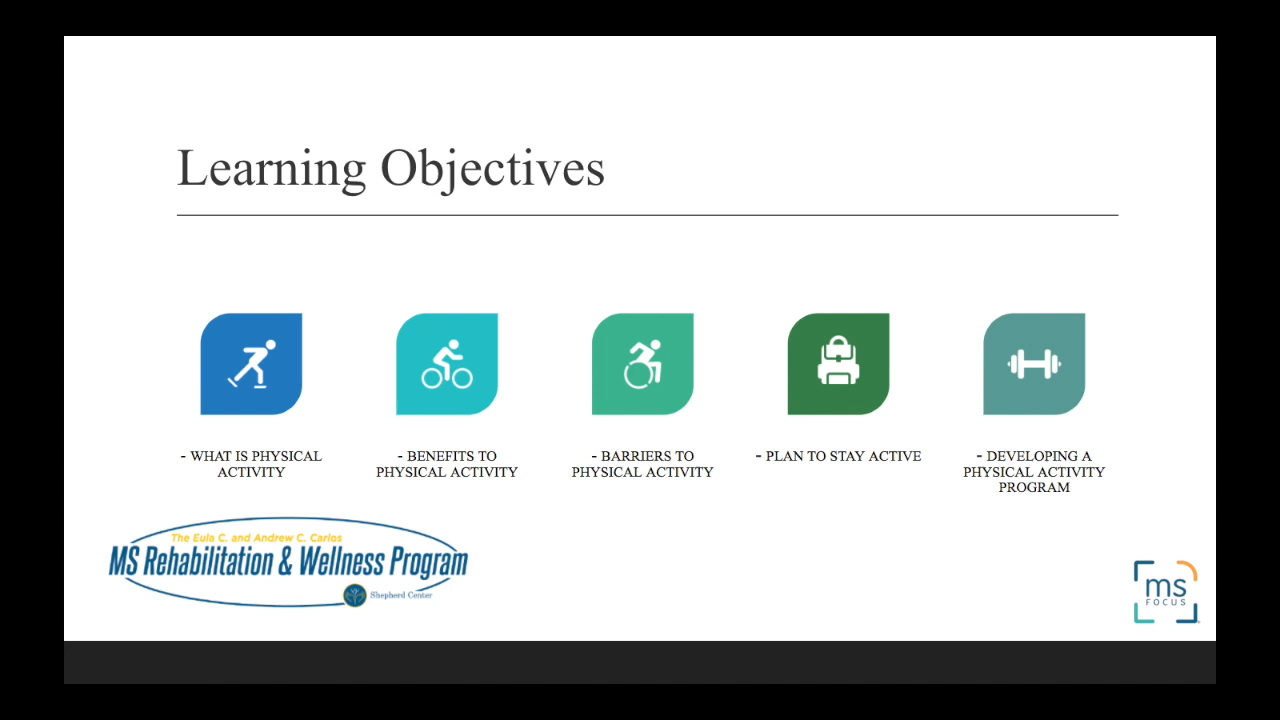 Learning Objectives
- WHAT IS PHYSICAL
ACTIVITY
- BENEFITS TO
PHYSICAL ACTIVITY
- BARRIERS TO
PHYSICAL ACTIVITY
- PLAN TO STAY ACTIVE
- DEVELOPING A
PHYSICAL ACTIVITY
PROGRAM
The Eula C. and Andrew C. Carlos
MS Rehabilitation & Wellness Program
Shepherd Center
ms
FOCUS